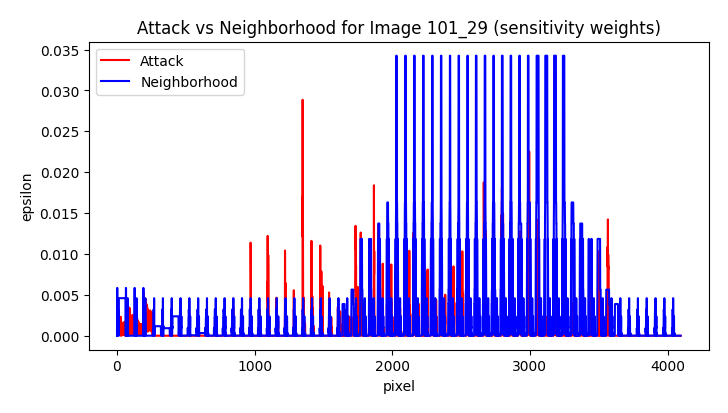 Attack vs Neighborhood for Image 101_29 (sensitivity weights)
Attack
Neighborhood
epsilon
0.035
0.030
0.025
0.020
0.015
0.010
0.005
0.000
0 1000 2000 3000 4000
pixel